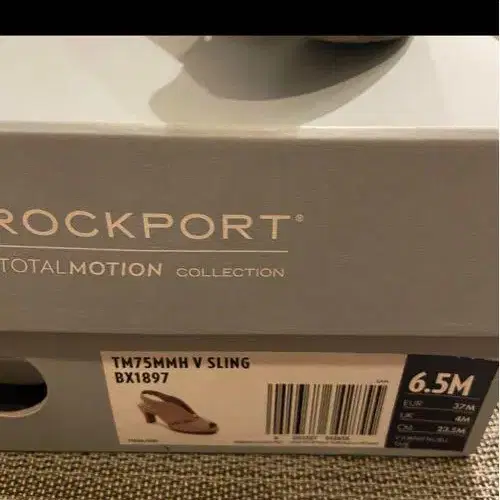 ROCKPORT®
TOTALMOTION COLLECTION
TM75MMH V SLING
BX1897
6.5M
EUR 37M
UK 4M
CM 23.5M